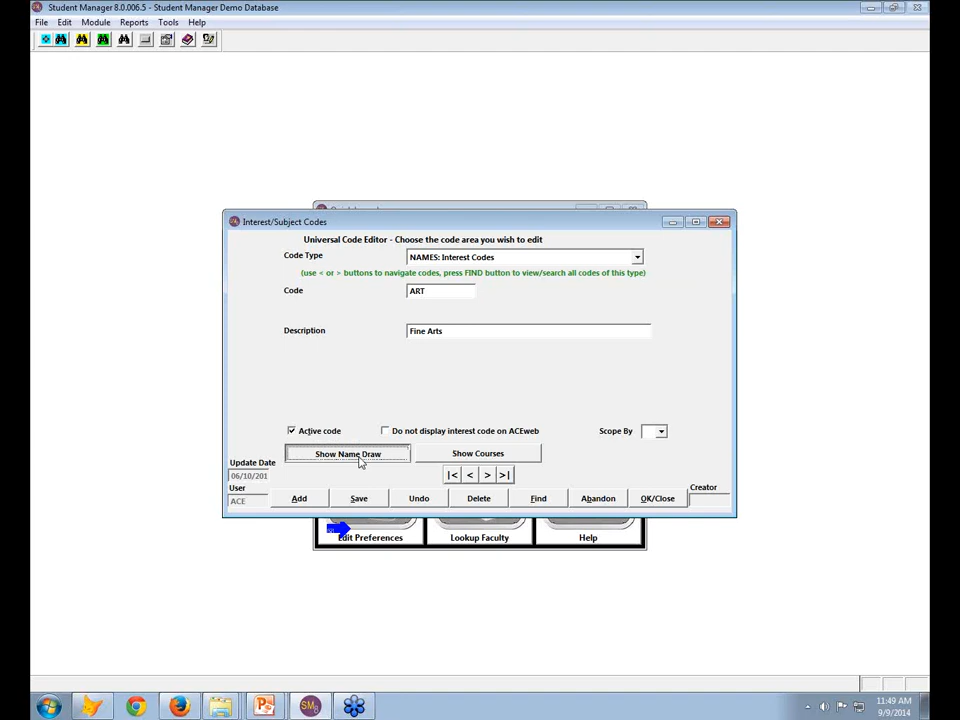 Student Manager 8.0.006.5 - Student Manager Demo Database
File Edit Module Reports Tools Help
Interest/Subject Codes
Universal Code Editor - Choose the code area you wish to edit
Code Type NAMES: Interest Codes
(use < or > buttons to navigate codes, press FIND button to view/search all codes of this type)
Code ART
Description Fine Arts
Active code Do not display interest code on ACEweb Scope By
Show Name Draw Show Courses
Update Date
06/10/201
|< < > >|
User Creator
ACE
Add Save Undo Delete Find Abandon OK/Close
Edit Preferences Lookup Faculty Help
11:49 AM
9/9/2014